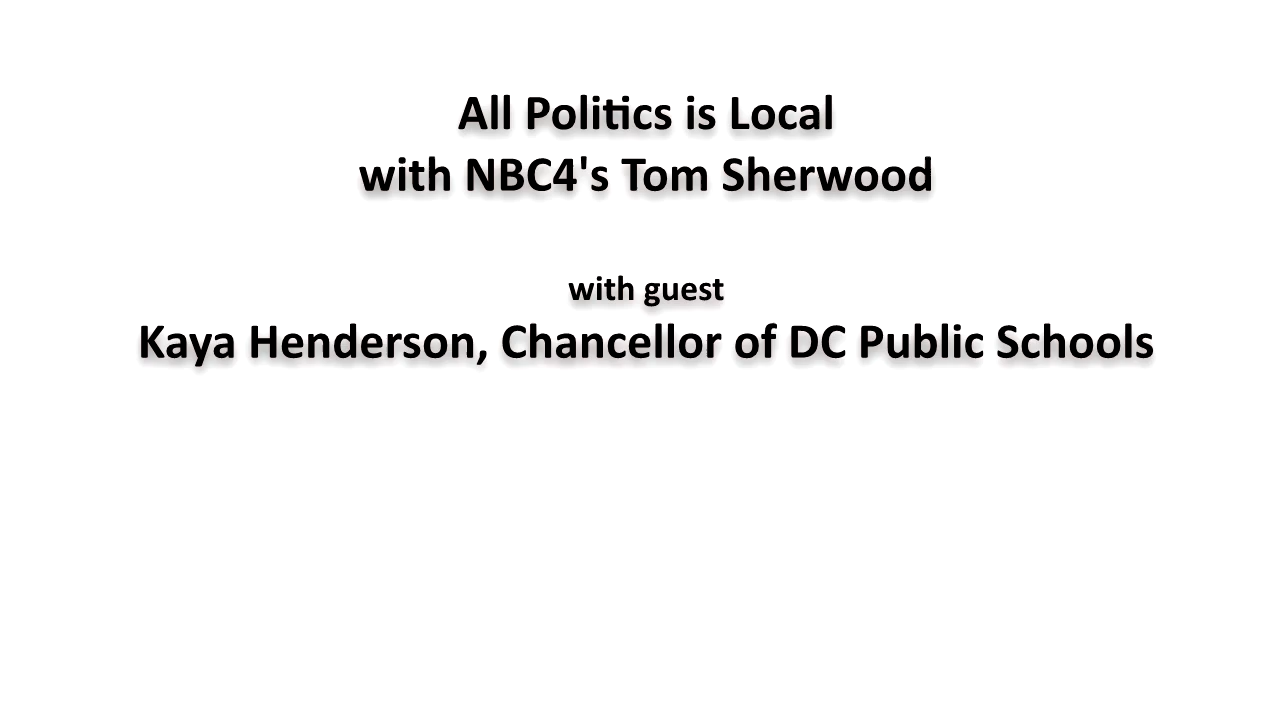 All Politics is Local
with NBC4's Tom Sherwood
with guest
Kaya Henderson, Chancellor of DC Public Schools